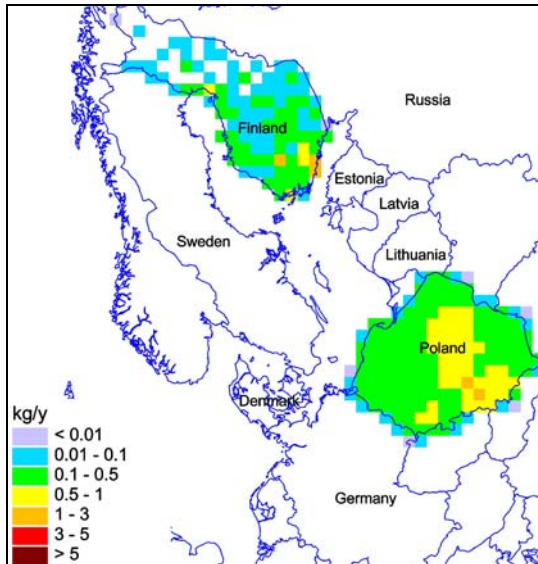 Russia
Finland
Estonia
Latvia
Sweden
Lithuania
Poland
Denmark
Germany
kg/y
< 0.01
0.01 - 0.1
0.1 - 0.5
0.5 - 1
1 - 3
3 - 5
> 5